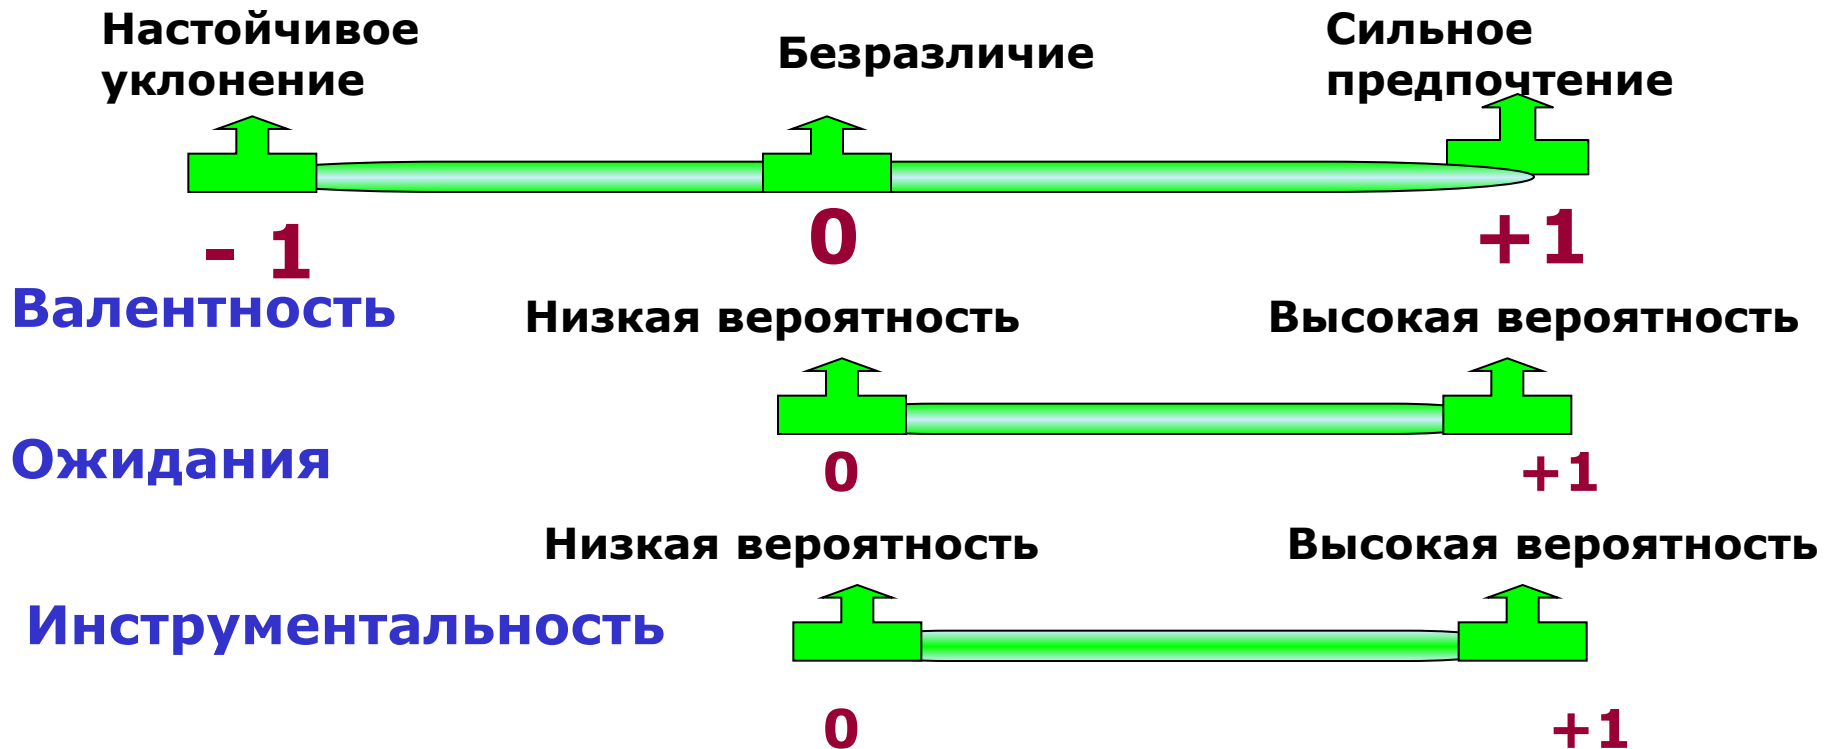 Настойчивое
уклонение
Безразличие
Сильное
предпочтение
- 1
0
+1
Валентность
Низкая вероятность
Высокая вероятность
Ожидания
0
+1
Низкая вероятность
Высокая вероятность
Инструментальность
0
+1